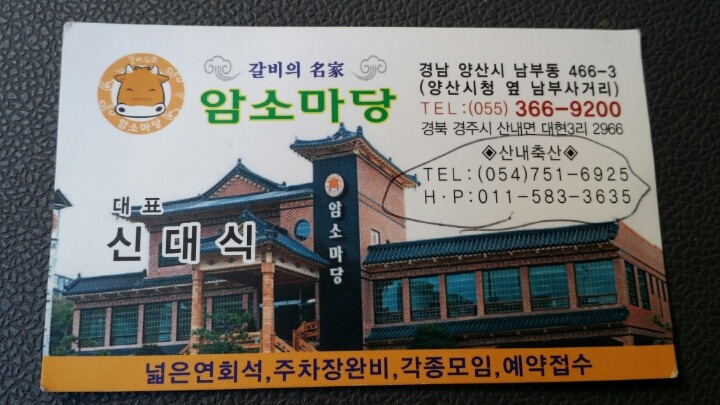 갈비의 名家
암소마당
암소마당
경남 양산시 남부동 466-3
(양산시청 옆 남부사거리)
TEL:(055) 366-9200
경북 경주시 산내면 대현3리 2966
◈산내축산◈
TEL:(054)751-6925
H·P:011-583-3635
대표
신대식
암소마당
넓은연회석,주차장완비,각종모임,예약접수